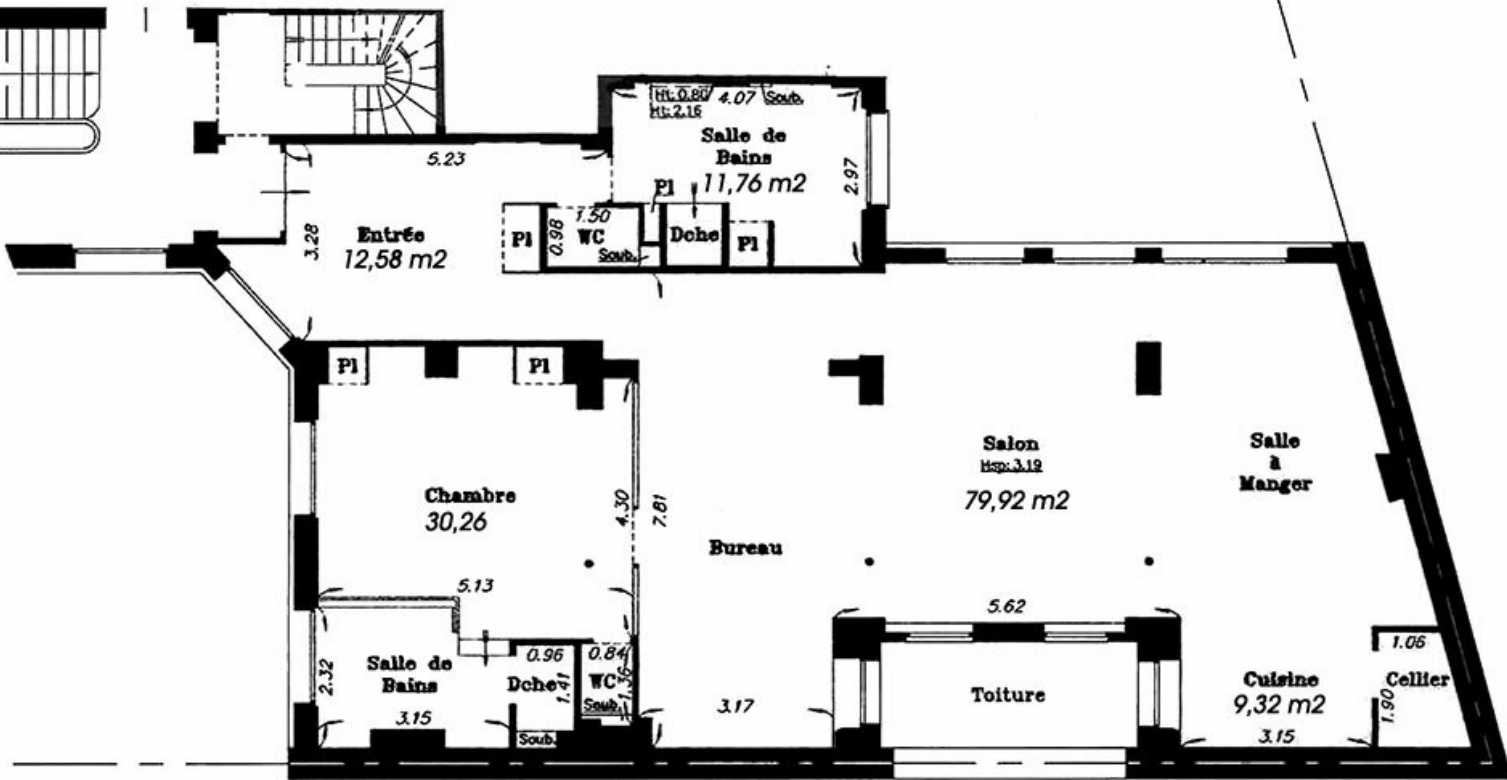 Ht: 0.80
Ht: 2.16
4.07
Soub.
Salle de
Bains
11,76 m2
2.97
5.23
3.28
Entrée
12,58 m2
Pl
1.50
0.98
WC
Soub.
Pl
Dche
Pl
Pl
Pl
Chambre
30,26
4.30
7.81
5.13
Bureau
Salon
Hsp: 3.19
79,92 m2
Salle
à
Manger
5.62
Salle de
Bains
2.32
3.15
0.96
Dche
1.41
Soub.
0.84
WC
1.36
Soub.
3.17
Toiture
Cuisine
9,32 m2
3.15
1.06
Cellier
1.90